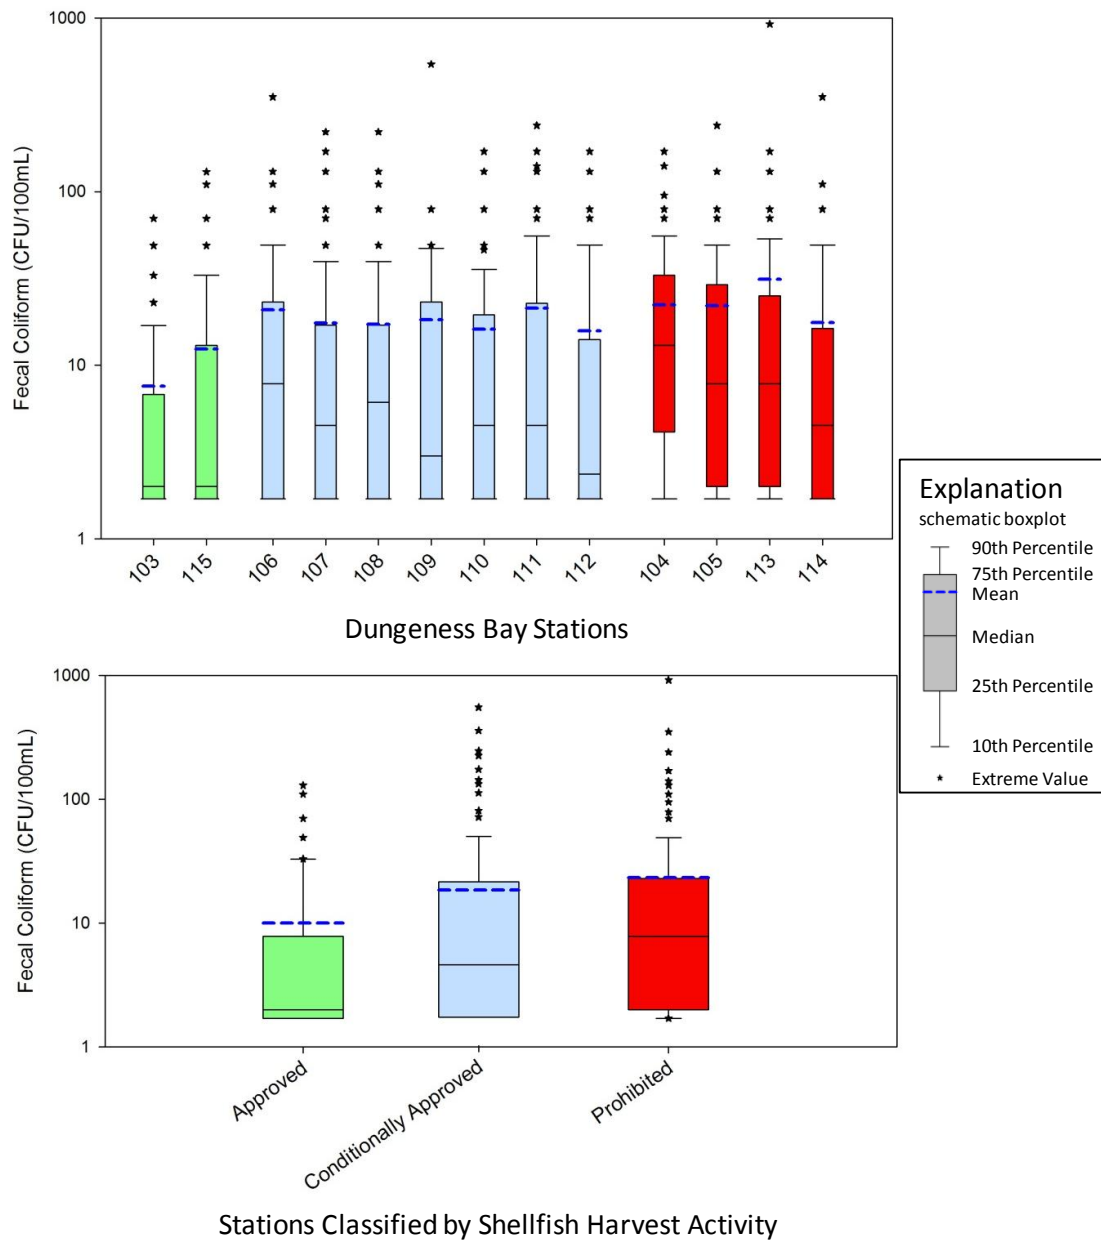 1000
100
10
1
Fecal Coliform (CFU/100mL)
103
115
106
107
108
109
110
111
112
104
105
113
114
Dungeness Bay Stations
Explanation
schematic boxplot
90th Percentile
75th Percentile
Mean
Median
25th Percentile
10th Percentile
Extreme Value
1000
100
10
1
Fecal Coliform (CFU/100mL)
Approved
Conditionally Approved
Prohibited
Stations Classified by Shellfish Harvest Activity